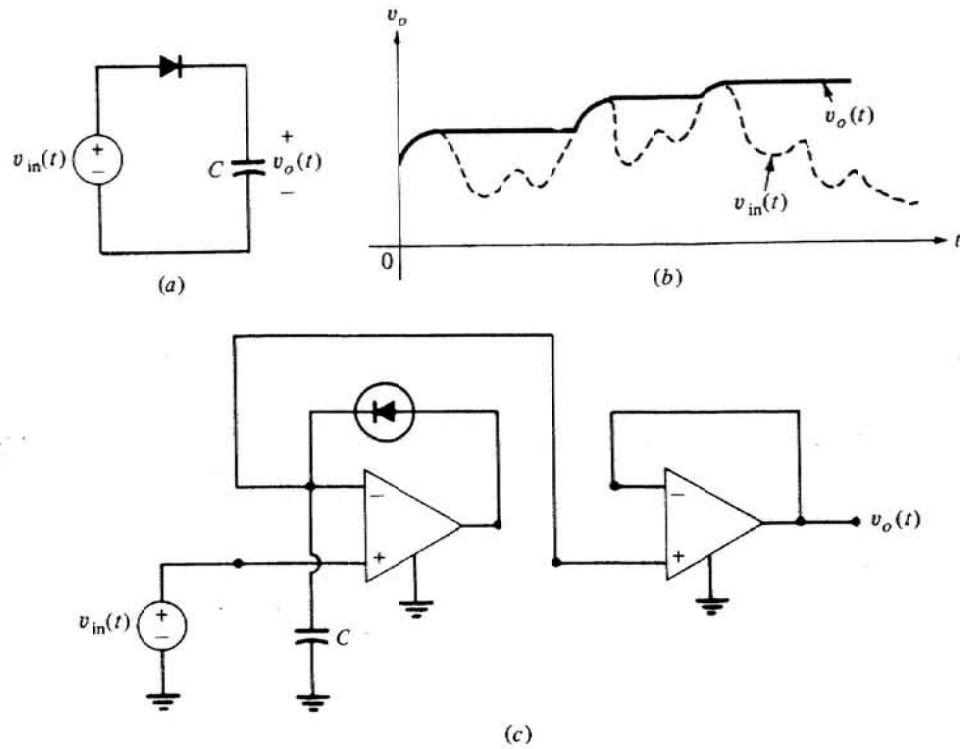 v_o
v_in(t)
+
−
C
+
v_o(t)
−
(a)
v_o(t)
v_in(t)
0
t
(b)
−
+
−
+
v_o(t)
v_in(t)
+
−
C
(c)